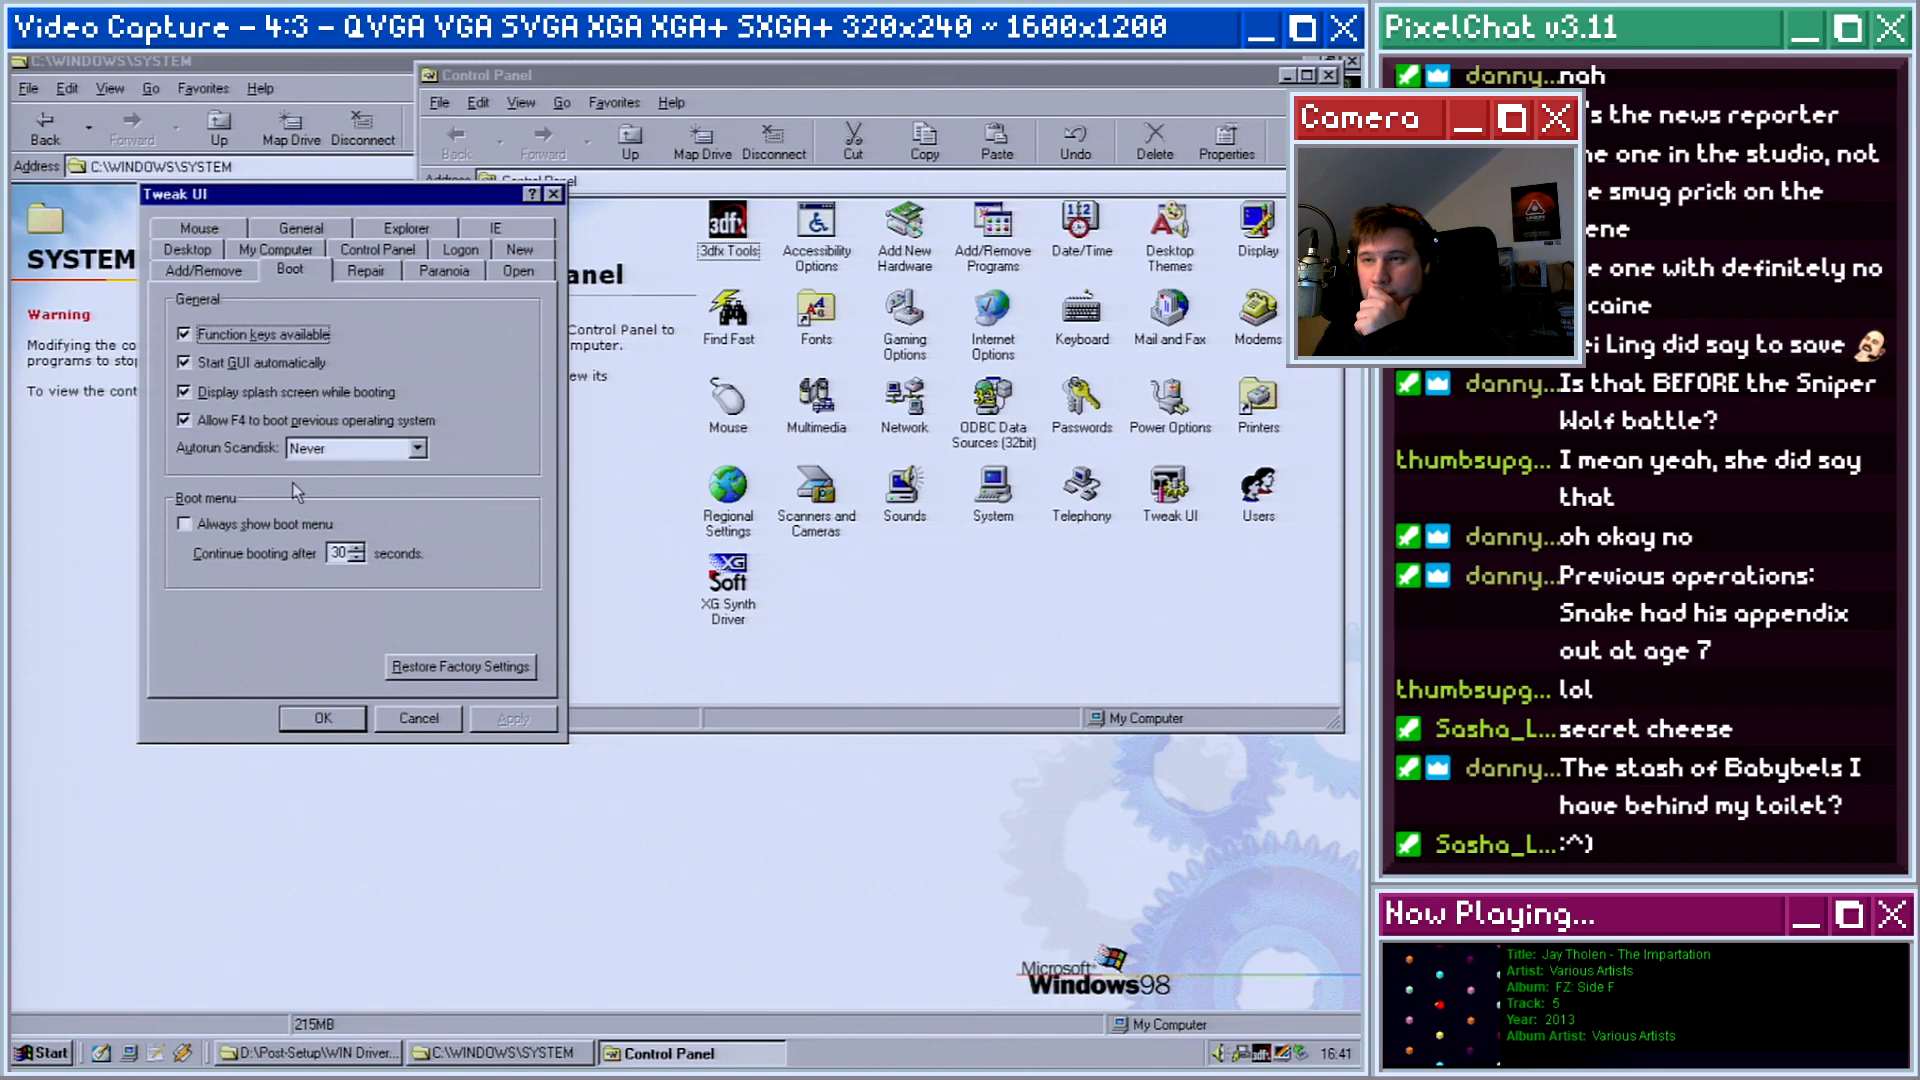 Video Capture - 4:3 - QVGA VGA SVGA XGA XGA+ SXGA+ 320x240 ~ 1600x1200
C:\WINDOWS\SYSTEM
File Edit View Go Favorites Help
Back Forward Up Map Drive Disconnect
Address C:\WINDOWS\SYSTEM
SYSTEM
Warning
Modifying the co
programs to stop
To view the cont
Control Panel
File Edit View Go Favorites Help
Back Forward Up Map Drive Disconnect Cut Copy Paste Undo Delete Properties
Address Control Panel
anel
Control Panel to
mputer.
ew its
3dfx
3dfx Tools
Accessibility Options
Add New Hardware
Add/Remove Programs
Date/Time
Desktop Themes
Display
Find Fast
Fonts
Gaming Options
Internet Options
Keyboard
Mail and Fax
Modems
Mouse
Multimedia
Network
ODBC Data Sources (32bit)
Passwords
Power Options
Printers
Regional Settings
Scanners and Cameras
Sounds
System
Telephony
Tweak UI
Users
XG
Soft
XG Synth Driver
My Computer
Tweak UI
Mouse General Explorer IE
Desktop My Computer Control Panel Logon New
Add/Remove Boot Repair Paranoia Open
General
Function keys available
Start GUI automatically
Display splash screen while booting
Allow F4 to boot previous operating system
Autorun Scandisk: Never
Boot menu
Always show boot menu
Continue booting after 30 seconds.
Restore Factory Settings
OK Cancel Apply
Microsoft
Windows98
215MB
My Computer
Start
D:\Post-Setup\WIN Driver...
C:\WINDOWS\SYSTEM
Control Panel
3dfx
16:41
Camera
PixelChat v3.11
danny...nah
's the news reporter
e one in the studio, not
e smug prick on the
ene
e one with definitely no
caine
ei Ling did say to save
danny...Is that BEFORE the Sniper
Wolf battle?
thumbsupg... I mean yeah, she did say
that
danny...oh okay no
danny...Previous operations:
Snake had his appendix
out at age 7
thumbsupg... lol
Sasha_L...secret cheese
danny...The stash of Babybels I
have behind my toilet?
Sasha_L...:^)
Now Playing...
Title: Jay Tholen - The Impartation
Artist: Various Artists
Album: FZ: Side F
Track: 5
Year: 2013
Album Artist: Various Artists